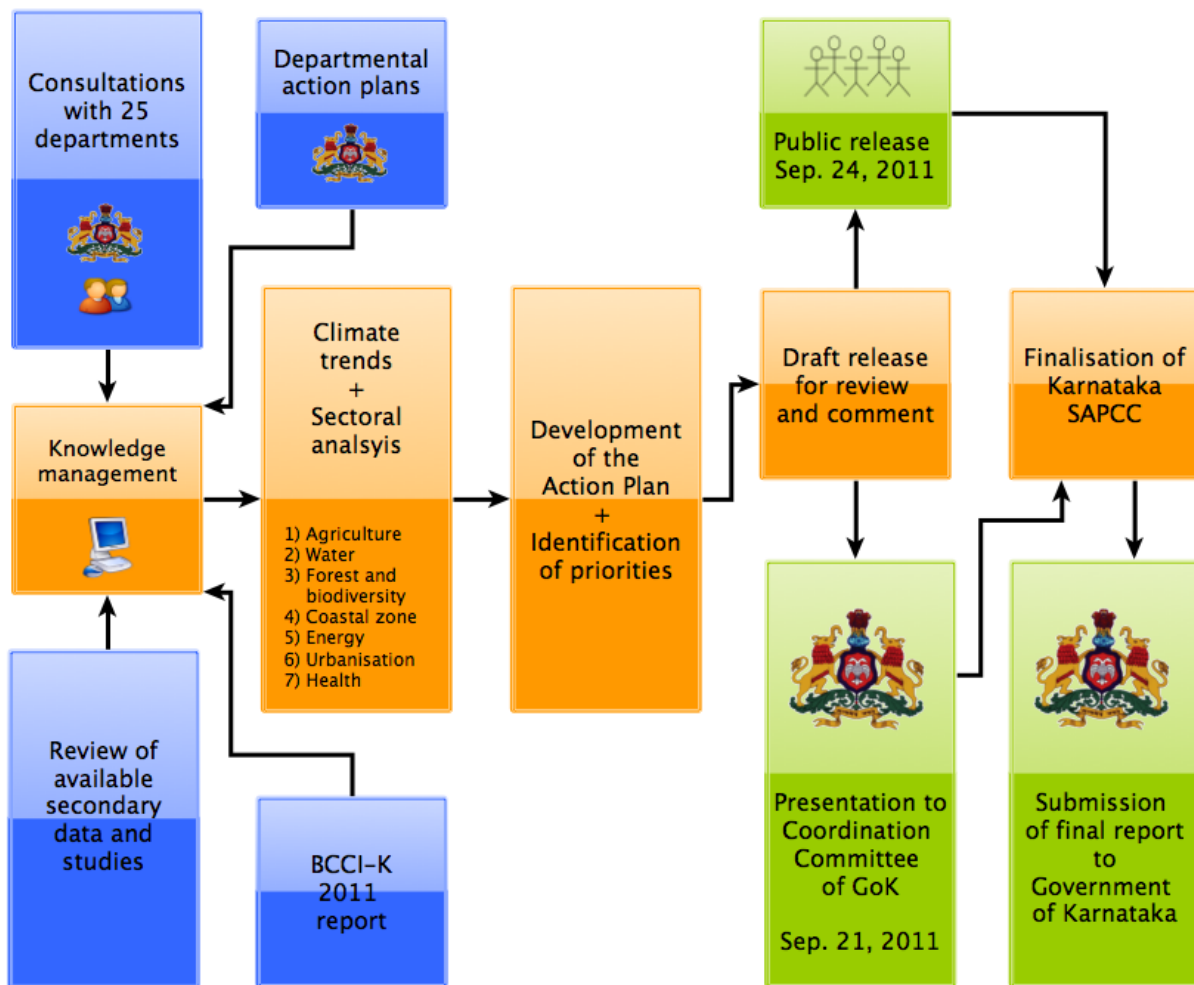 Consultations
with 25
departments
Departmental
action plans
Public release
Sep. 24, 2011
Knowledge
management
Climate
trends
+
Sectoral
analsyis
1) Agriculture
2) Water
3) Forest and
biodiversity
4) Coastal zone
5) Energy
6) Urbanisation
7) Health
Development
of the
Action Plan
+
Identification
of priorities
Draft release
for review
and comment
Finalisation of
Karnataka
SAPCC
Review of
available
secondary
data and
studies
BCCI-K
2011
report
Presentation to
Coordination
Committee
of GoK
Sep. 21, 2011
Submission
of final report
to
Government
of Karnataka